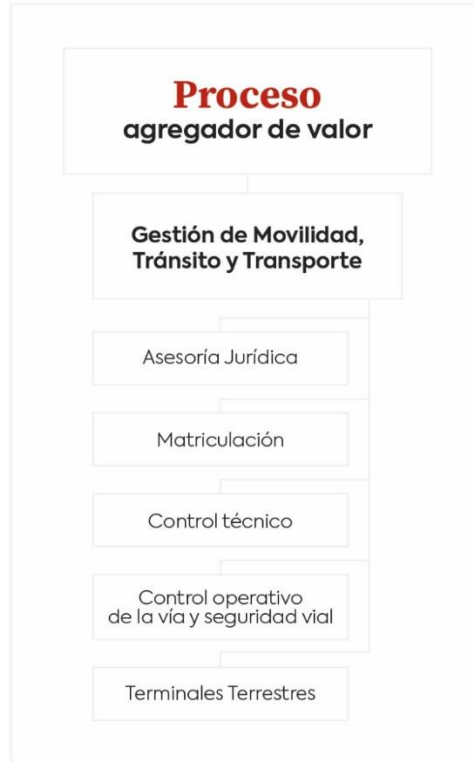 Proceso
agregador de valor
Gestión de Movilidad,
Tránsito y Transporte
Asesoría Jurídica
Matriculación
Control técnico
Control operativo
de la vía y seguridad vial
Terminales Terrestres